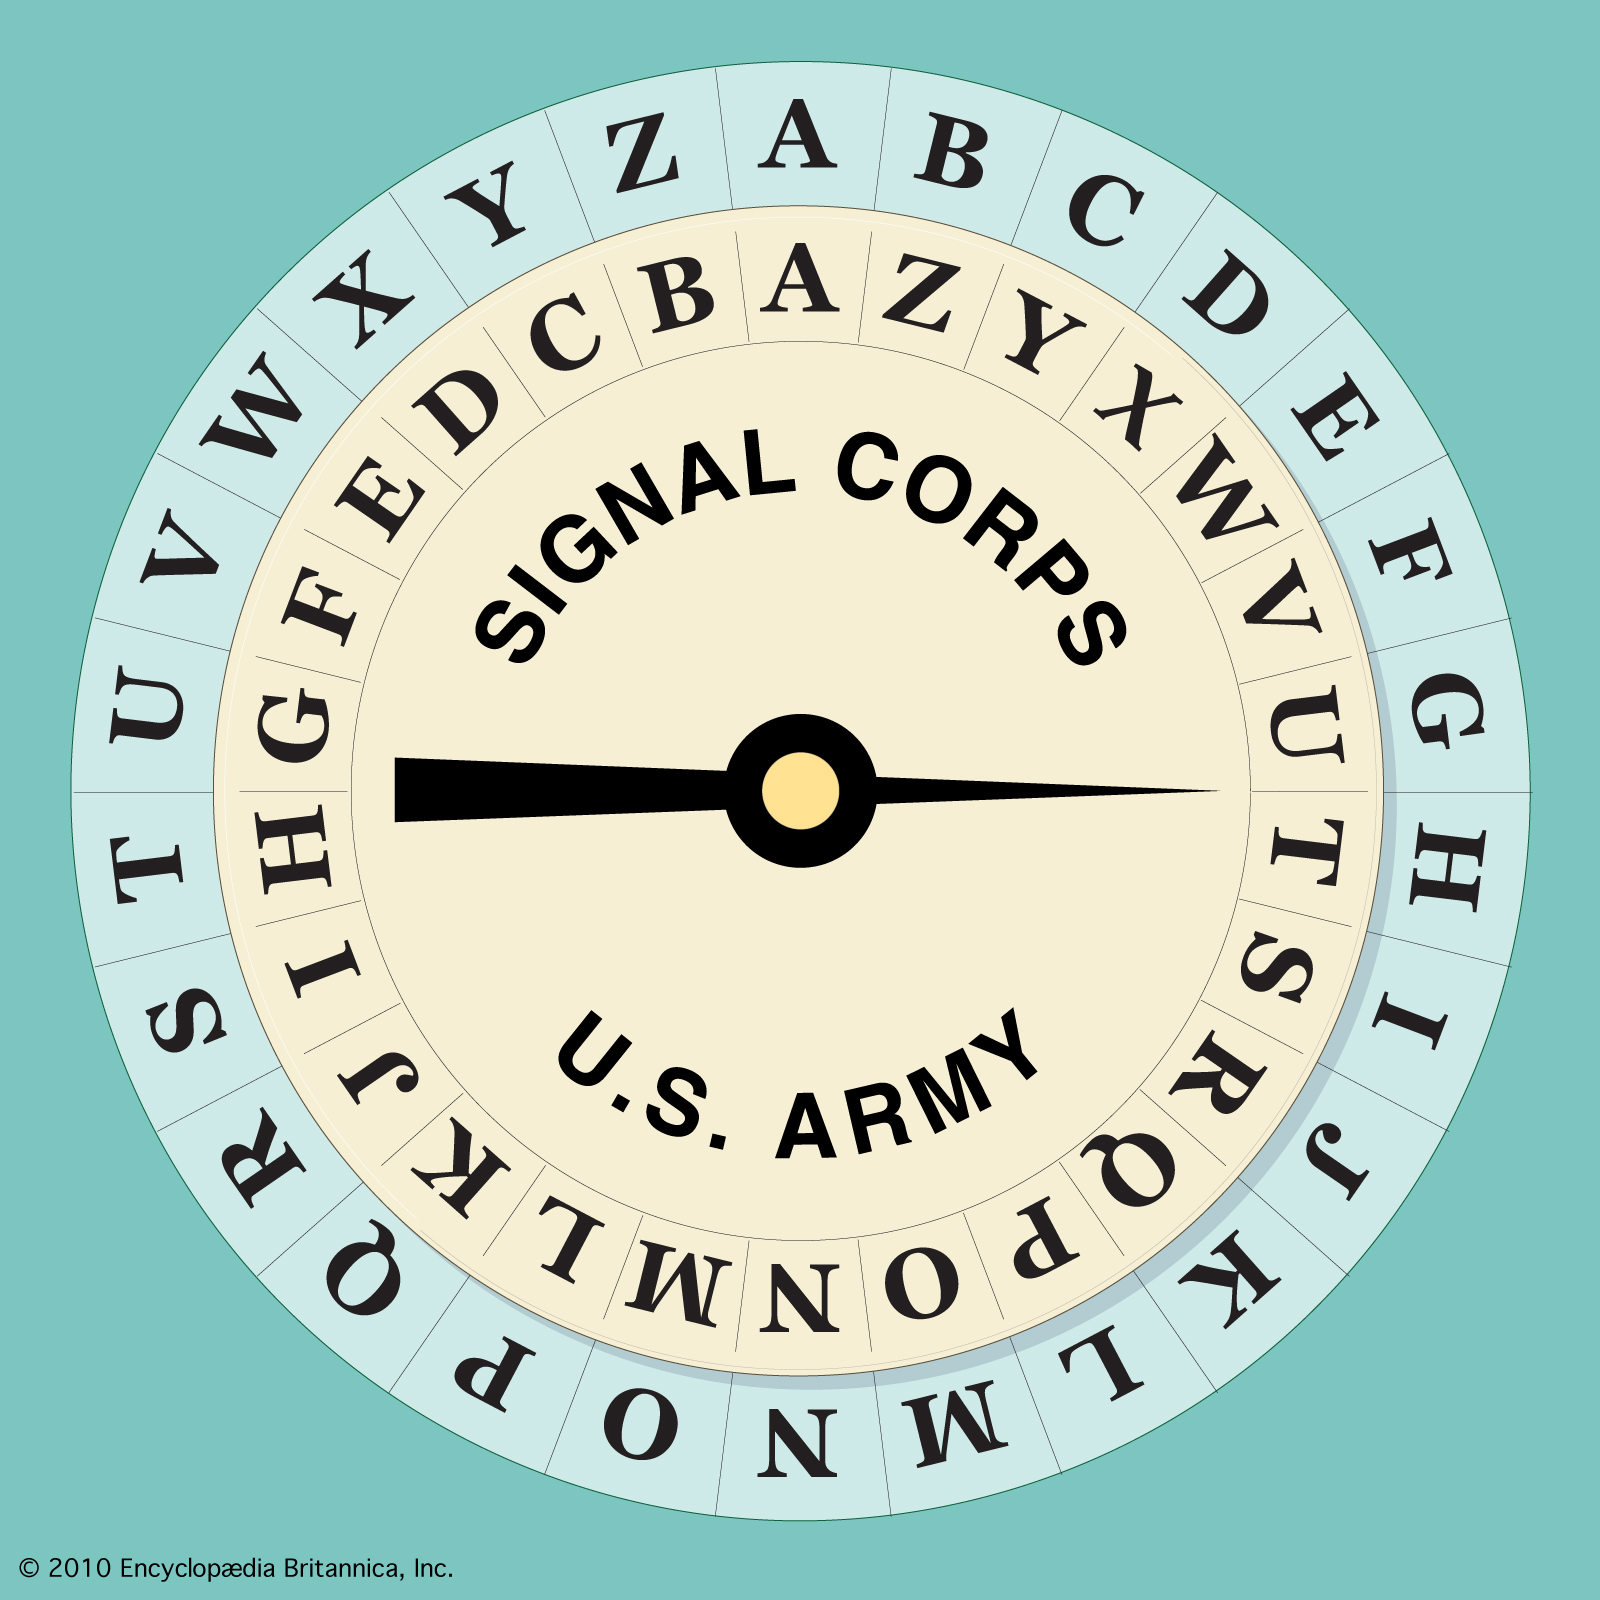 A B C D E F G H I J K L M N O P Q R S T U V W X Y Z
A Z Y X W V U T S R Q P O N M L K J I H G F E D C B
SIGNAL CORPS
U.S. ARMY
© 2010 Encyclopædia Britannica, Inc.